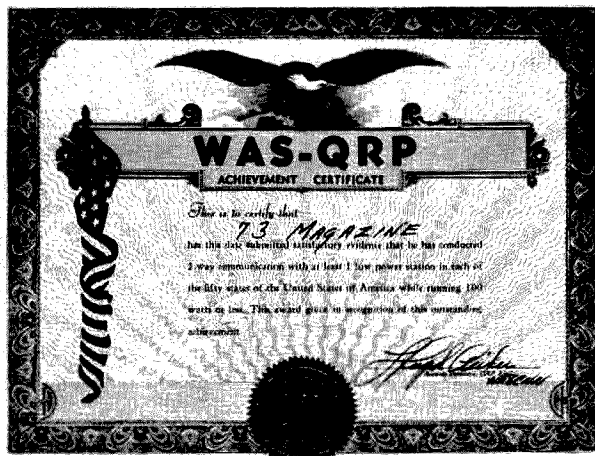 WAS-QRP
ACHIEVEMENT CERTIFICATE
This is to certify that
73 MAGAZINE
has this date submitted satisfactory evidence that he has conducted
2-way communication with at least 1 low power station in each of
the fifty states of the United States of America while running 100
watts or less. This award given in recognition of this outstanding
achievement